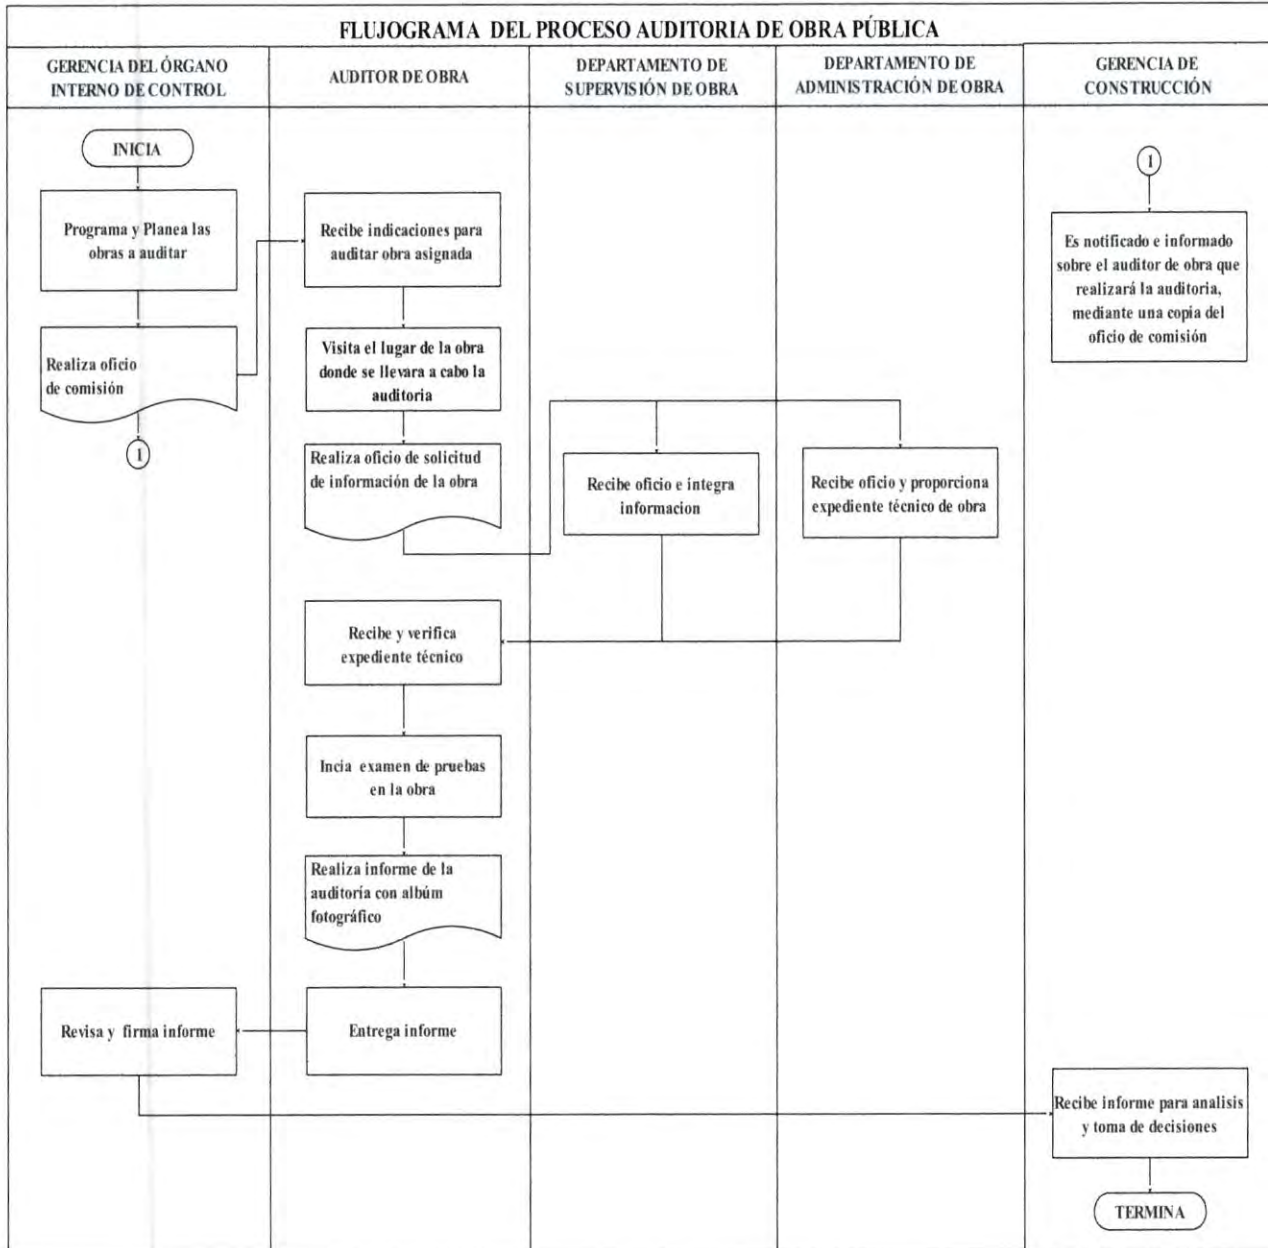 FLUJOGRAMA DEL PROCESO AUDITORIA DE OBRA PÚBLICA
GERENCIA DEL ÓRGANO
INTERNO DE CONTROL
AUDITOR DE OBRA
DEPARTAMENTO DE
SUPERVISIÓN DE OBRA
DEPARTAMENTO DE
ADMINISTRACIÓN DE OBRA
GERENCIA DE
CONSTRUCCIÓN
INICIA
Programa y Planea las
obras a auditar
Realiza oficio
de comisión
1
Recibe indicaciones para
auditar obra asignada
Visita el lugar de la obra
donde se llevara a cabo la
auditoria
Realiza oficio de solicitud
de información de la obra
Recibe oficio e integra
informacion
Recibe oficio y proporciona
expediente técnico de obra
1
Es notificado e informado
sobre el auditor de obra que
realizará la auditoria,
mediante una copia del
oficio de comisión
Recibe y verifica
expediente técnico
Incia examen de pruebas
en la obra
Realiza informe de la
auditoría con albúm
fotográfico
Entrega informe
Revisa y firma informe
Recibe informe para analisis
y toma de decisiones
TERMINA